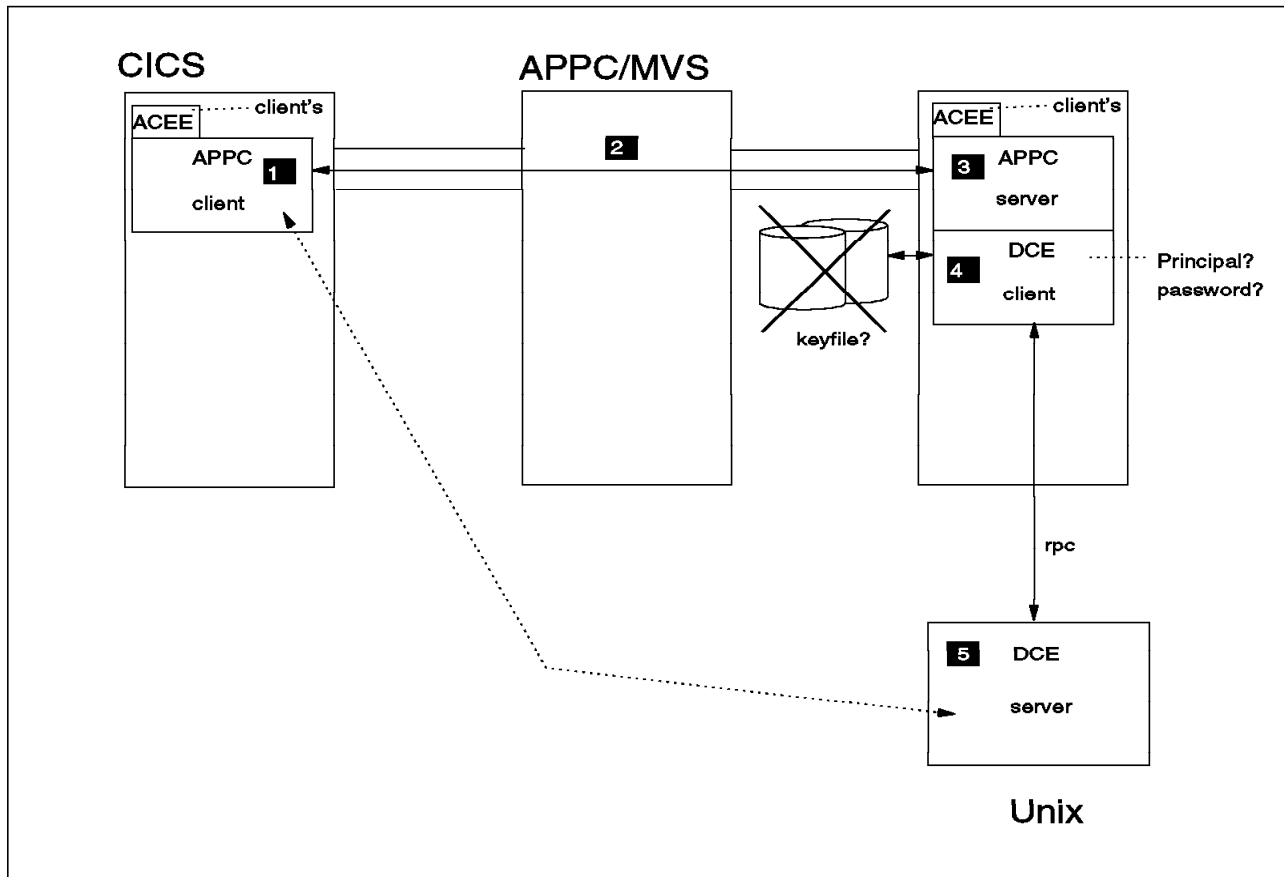 CICS
APPC/MVS
client's
ACEE
APPC
1
client
2
client's
ACEE
3
APPC
server
DCE
4
client
Principal?
password?
keyfile?
rpc
5
DCE
server
Unix